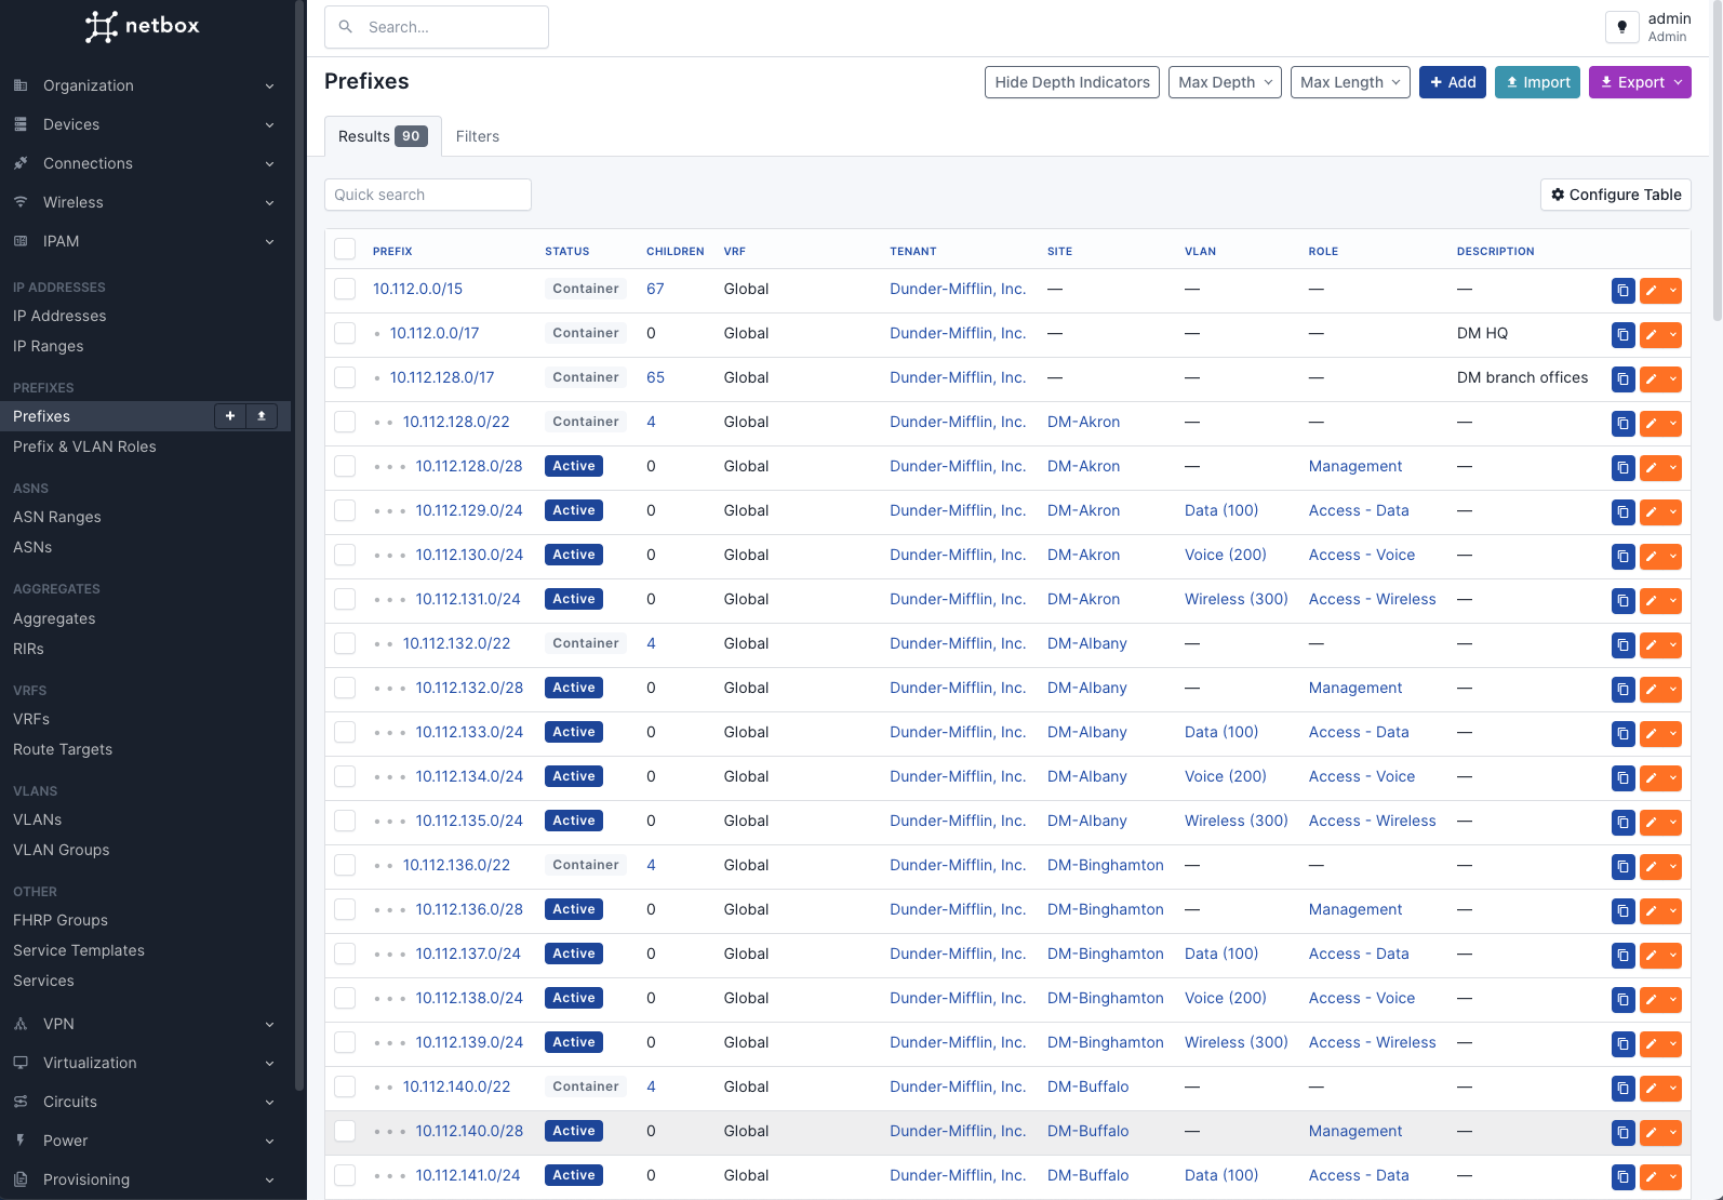 netbox
Search...
admin
Admin
Organization
Devices
Connections
Wireless
IPAM
IP ADDRESSES
IP Addresses
IP Ranges
PREFIXES
Prefixes
Prefix & VLAN Roles
ASNS
ASN Ranges
ASNs
AGGREGATES
Aggregates
RIRs
VRFS
VRFs
Route Targets
VLANS
VLANs
VLAN Groups
OTHER
FHRP Groups
Service Templates
Services
VPN
Virtualization
Circuits
Power
Provisioning
Prefixes
Hide Depth Indicators Max Depth Max Length + Add Import Export
Results 90 Filters
Quick search Configure Table
PREFIX STATUS CHILDREN VRF TENANT SITE VLAN ROLE DESCRIPTION
10.112.0.0/15 Container 67 Global Dunder-Mifflin, Inc. — — — —
• 10.112.0.0/17 Container 0 Global Dunder-Mifflin, Inc. — — — DM HQ
• 10.112.128.0/17 Container 65 Global Dunder-Mifflin, Inc. — — — DM branch offices
• • 10.112.128.0/22 Container 4 Global Dunder-Mifflin, Inc. DM-Akron — — —
• • • 10.112.128.0/28 Active 0 Global Dunder-Mifflin, Inc. DM-Akron — Management —
• • • 10.112.129.0/24 Active 0 Global Dunder-Mifflin, Inc. DM-Akron Data (100) Access - Data —
• • • 10.112.130.0/24 Active 0 Global Dunder-Mifflin, Inc. DM-Akron Voice (200) Access - Voice —
• • • 10.112.131.0/24 Active 0 Global Dunder-Mifflin, Inc. DM-Akron Wireless (300) Access - Wireless —
• • 10.112.132.0/22 Container 4 Global Dunder-Mifflin, Inc. DM-Albany — — —
• • • 10.112.132.0/28 Active 0 Global Dunder-Mifflin, Inc. DM-Albany — Management —
• • • 10.112.133.0/24 Active 0 Global Dunder-Mifflin, Inc. DM-Albany Data (100) Access - Data —
• • • 10.112.134.0/24 Active 0 Global Dunder-Mifflin, Inc. DM-Albany Voice (200) Access - Voice —
• • • 10.112.135.0/24 Active 0 Global Dunder-Mifflin, Inc. DM-Albany Wireless (300) Access - Wireless —
• • 10.112.136.0/22 Container 4 Global Dunder-Mifflin, Inc. DM-Binghamton — — —
• • • 10.112.136.0/28 Active 0 Global Dunder-Mifflin, Inc. DM-Binghamton — Management —
• • • 10.112.137.0/24 Active 0 Global Dunder-Mifflin, Inc. DM-Binghamton Data (100) Access - Data —
• • • 10.112.138.0/24 Active 0 Global Dunder-Mifflin, Inc. DM-Binghamton Voice (200) Access - Voice —
• • • 10.112.139.0/24 Active 0 Global Dunder-Mifflin, Inc. DM-Binghamton Wireless (300) Access - Wireless —
• • 10.112.140.0/22 Container 4 Global Dunder-Mifflin, Inc. DM-Buffalo — — —
• • • 10.112.140.0/28 Active 0 Global Dunder-Mifflin, Inc. DM-Buffalo — Management —
• • • 10.112.141.0/24 Active 0 Global Dunder-Mifflin, Inc. DM-Buffalo Data (100) Access - Data —